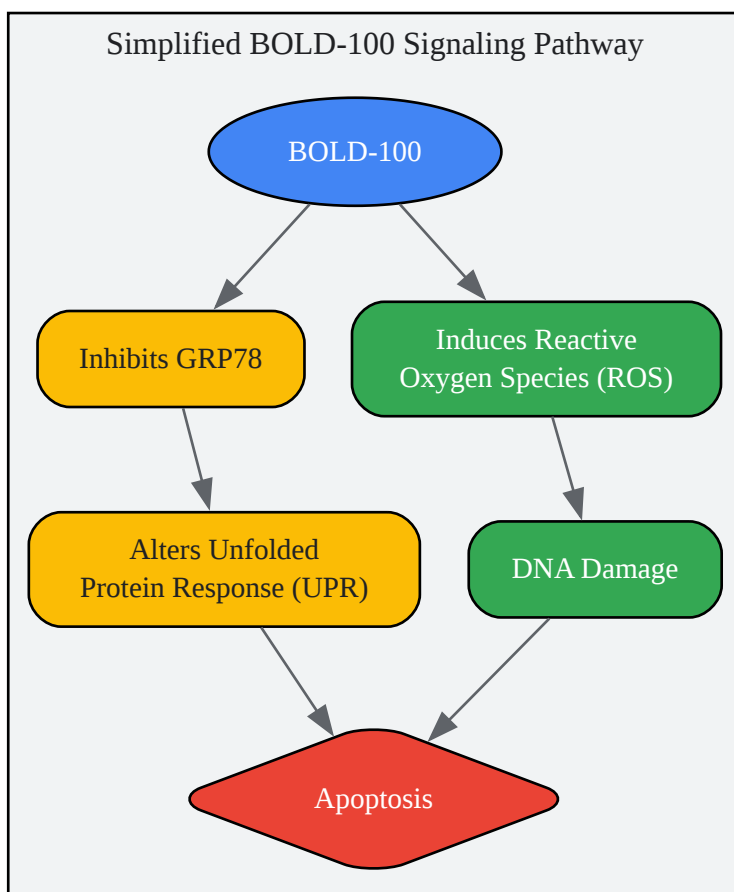 Simplified BOLD-100 Signaling Pathway
BOLD-100
Inhibits GRP78
Induces Reactive
Oxygen Species (ROS)
Alters Unfolded
Protein Response (UPR)
DNA Damage
Apoptosis